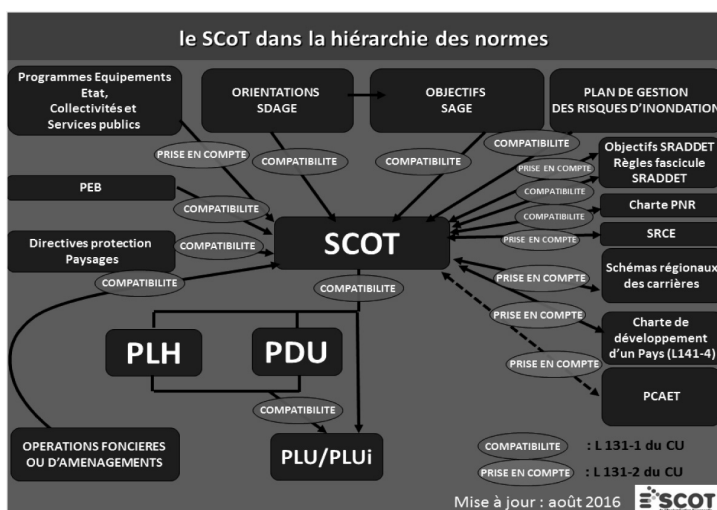 le SCoT dans la hiérarchie des normes
Programmes Equipements
Etat,
Collectivités et
Services publics
ORIENTATIONS
SDAGE
OBJECTIFS
SAGE
PLAN DE GESTION
DES RISQUES D'INONDATION
PRISE EN COMPTE
COMPATIBILITE
COMPATIBILITE
COMPATIBILITE
Objectifs SRADDET
Règles fascicule
SRADDET
PRISE EN COMPTE
COMPATIBILITE
PEB
COMPATIBILITE
Charte PNR
COMPATIBILITE
SRCE
PRISE EN COMPTE
Directives protection
Paysages
COMPATIBILITE
SCOT
COMPATIBILITE
COMPATIBILITE
Schémas régionaux
des carrières
PRISE EN COMPTE
PLH
PDU
PRISE EN COMPTE
Charte de
développement
d'un Pays (L141-4)
PRISE EN COMPTE
PCAET
COMPATIBILITE
OPERATIONS FONCIERES
OU D'AMENAGEMENTS
PLU/PLUi
COMPATIBILITE : L 131-1 du CU
PRISE EN COMPTE : L 131-2 du CU
Mise à jour : août 2016
SCOT